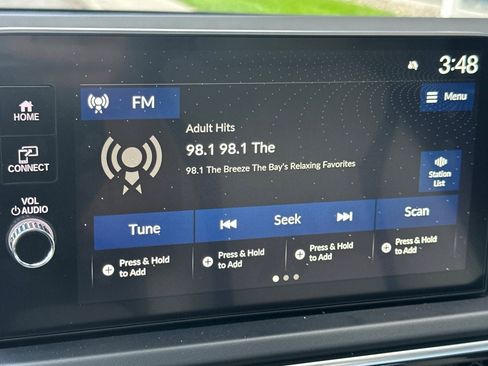 3:48
FM
Menu
HOME
Adult Hits
98.1 98.1 The
98.1 The Breeze The Bay's Relaxing Favorites
CONNECT
Station
List
VOL
AUDIO
Tune
Seek
Scan
Press & Hold
to Add
Press & Hold
to Add
Press & Hold
to Add
Press & Hold
to Add